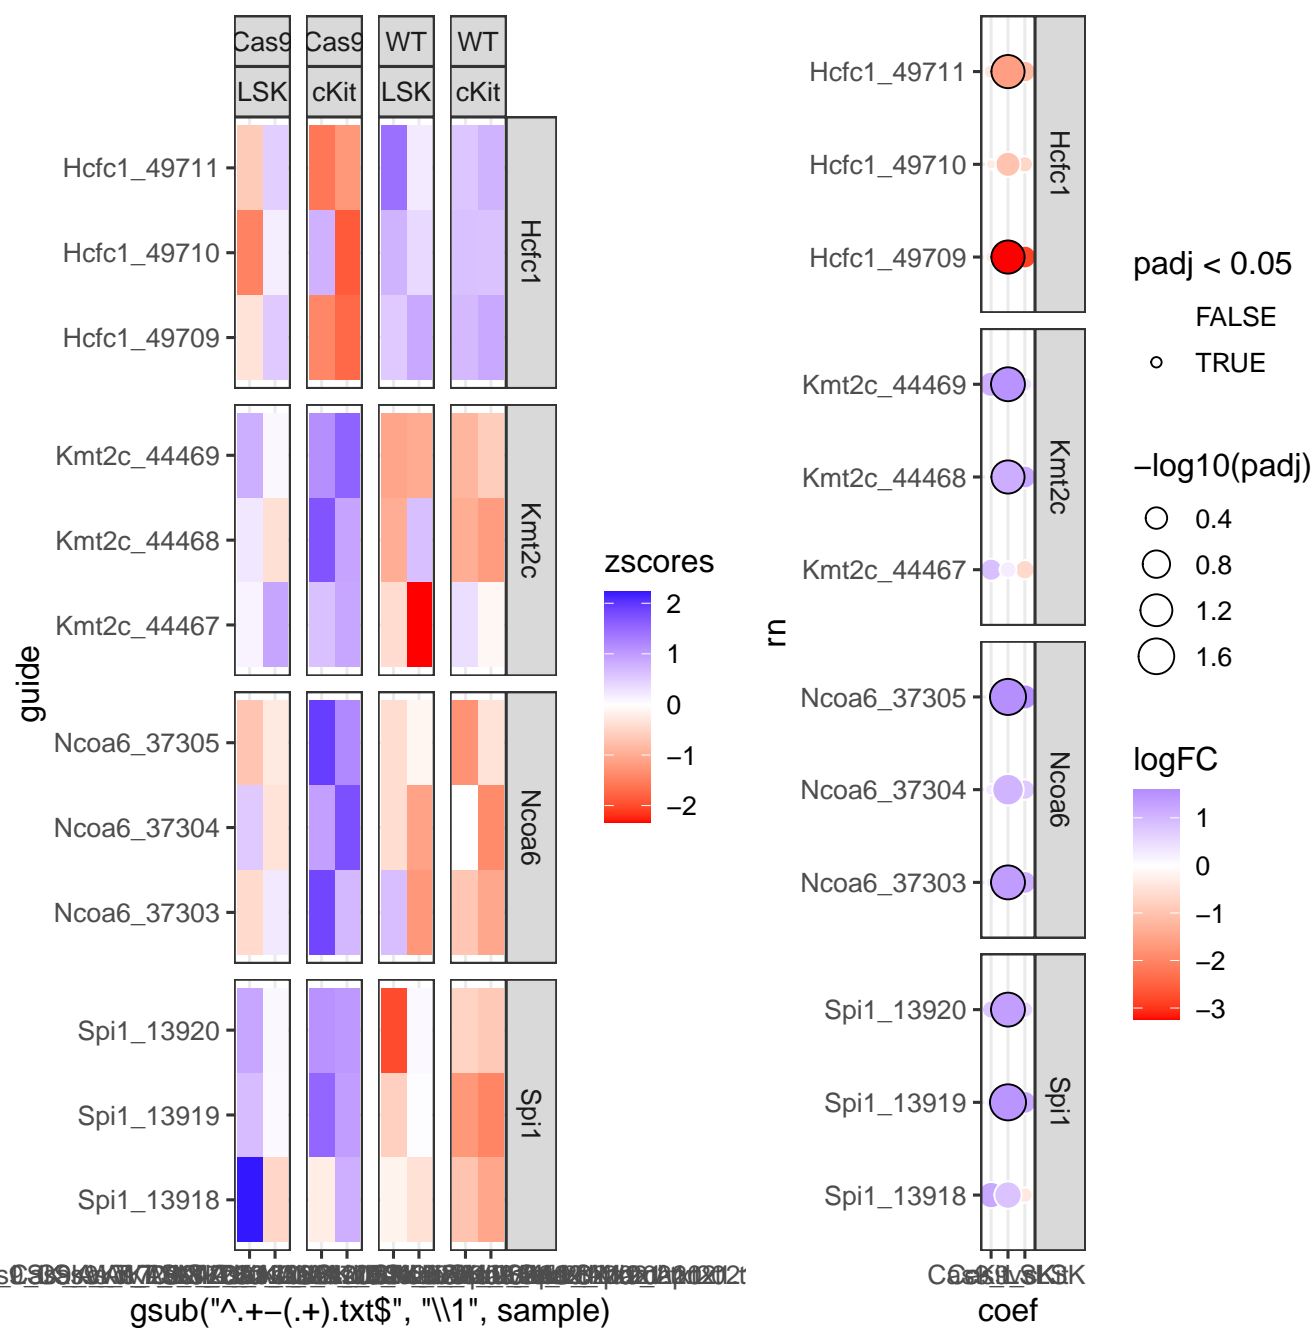 Cas9 Cas9 WT WT
LSK cKit LSK cKit
guide
Hcfc1_49711
Hcfc1_49710
Hcfc1_49709
Hcfc1
Kmt2c_44469
Kmt2c_44468
Kmt2c_44467
Kmt2c
Ncoa6_37305
Ncoa6_37304
Ncoa6_37303
Ncoa6
Spi1_13920
Spi1_13919
Spi1_13918
Spi1
gsub("^.+−(.+).txt$", "\\1", sample)
zscores
2
1
0
−1
−2
rn
Hcfc1_49711
Hcfc1_49710
Hcfc1_49709
Hcfc1
Kmt2c_44469
Kmt2c_44468
Kmt2c_44467
Kmt2c
Ncoa6_37305
Ncoa6_37304
Ncoa6_37303
Ncoa6
Spi1_13920
Spi1_13919
Spi1_13918
Spi1
coef
padj < 0.05
FALSE
TRUE
−log10(padj)
0.4
0.8
1.2
1.6
logFC
1
0
−1
−2
−3